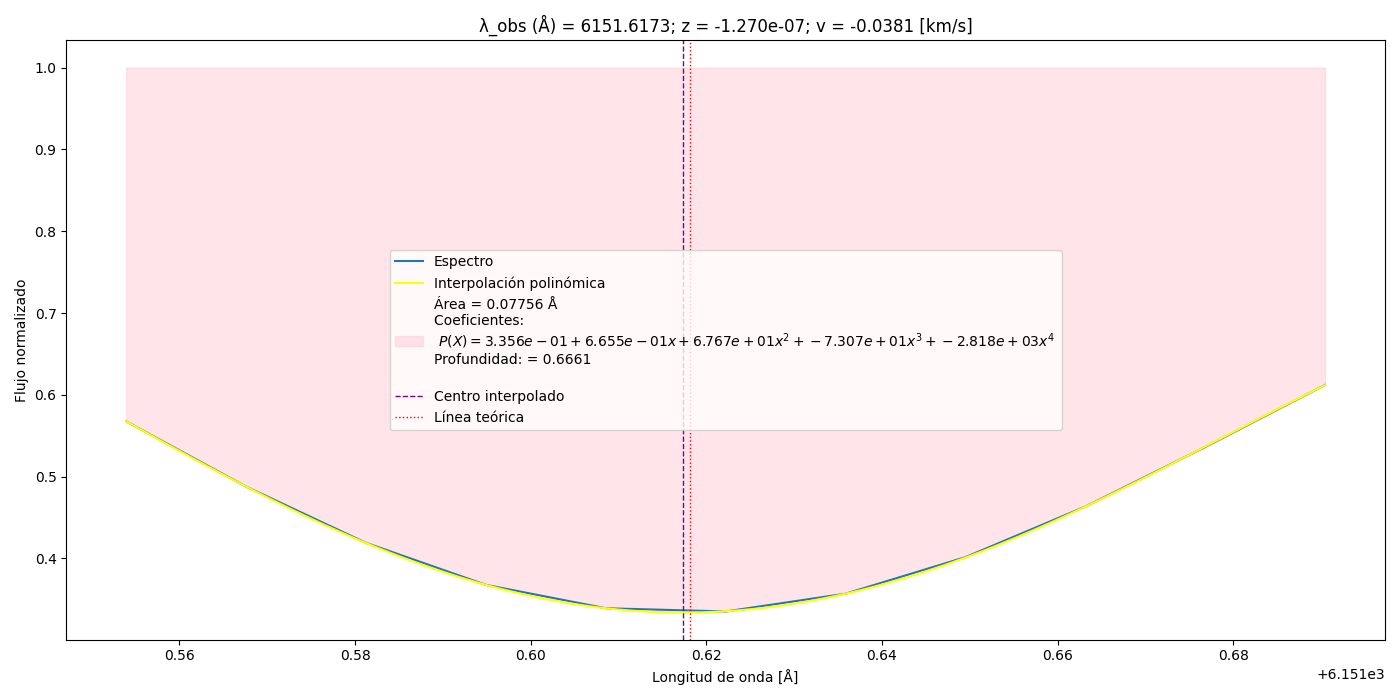 λ_obs (Å) = 6151.6173; z = -1.270e-07; v = -0.0381 [km/s]
Flujo normalizado
1.0
0.9
0.8
0.7
0.6
0.5
0.4
Espectro
Interpolación polinómica
Área = 0.07756 Å
Coeficientes:
P(X) = 3.356e − 01 + 6.655e − 01x + 6.767e + 01x² + −7.307e + 01x³ + −2.818e + 03x⁴
Profundidad: = 0.6661
Centro interpolado
Línea teórica
0.56 0.58 0.60 0.62 0.64 0.66 0.68
+6.151e3
Longitud de onda [Å]